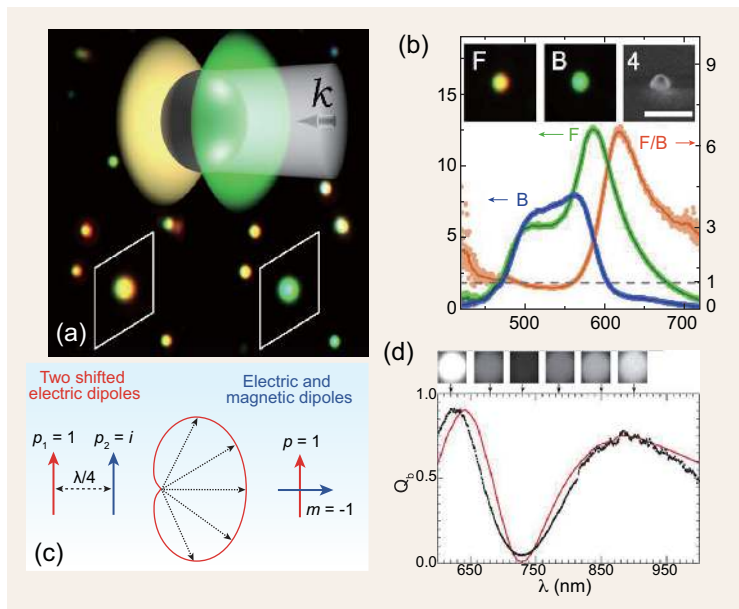 (a)
k
(b)
F
B
4
15
10
5
2
0
9
6
3
1
0
F
F/B
B
500
600
700
(c)
Two shifted
electric dipoles
Electric and
magnetic dipoles
p1 = 1
p2 = i
λ/4
p = 1
m = -1
(d)
1.0
0.5
0.0
Qb
650
750
850
950
λ (nm)